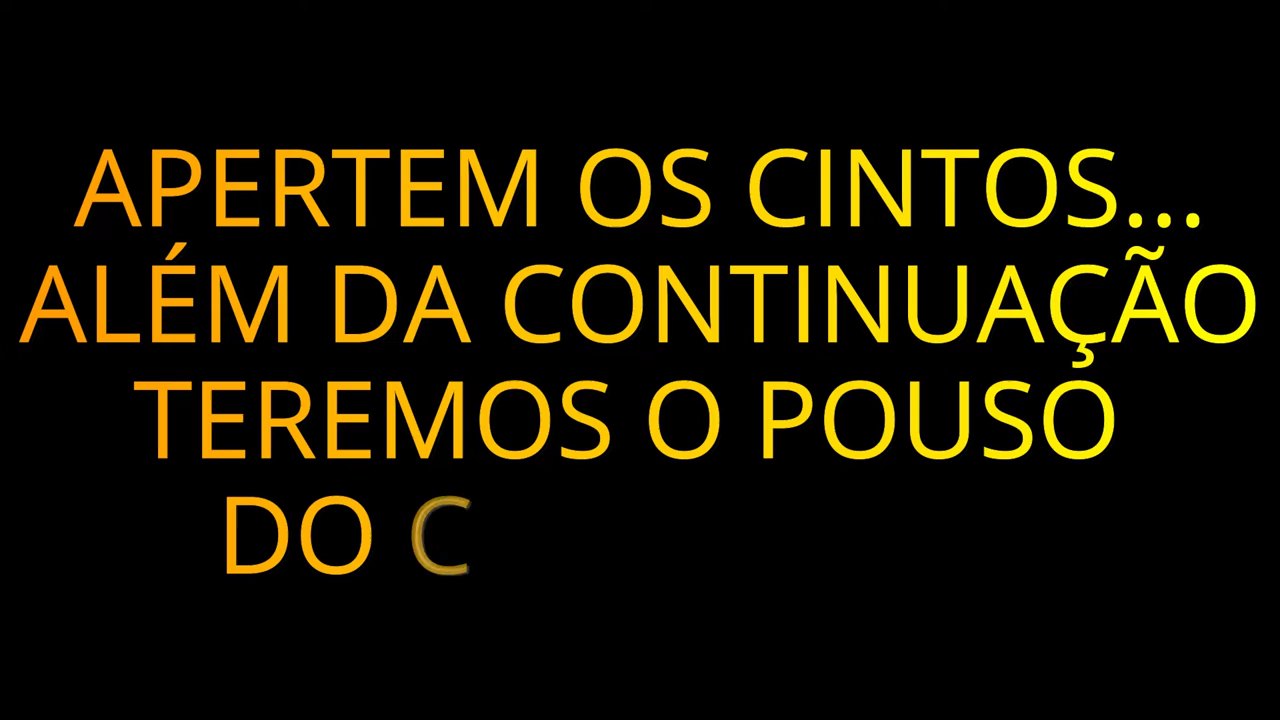 APERTEM OS CINTOS...
ALÉM DA CONTINUAÇÃO
TEREMOS O POUSO
DO C